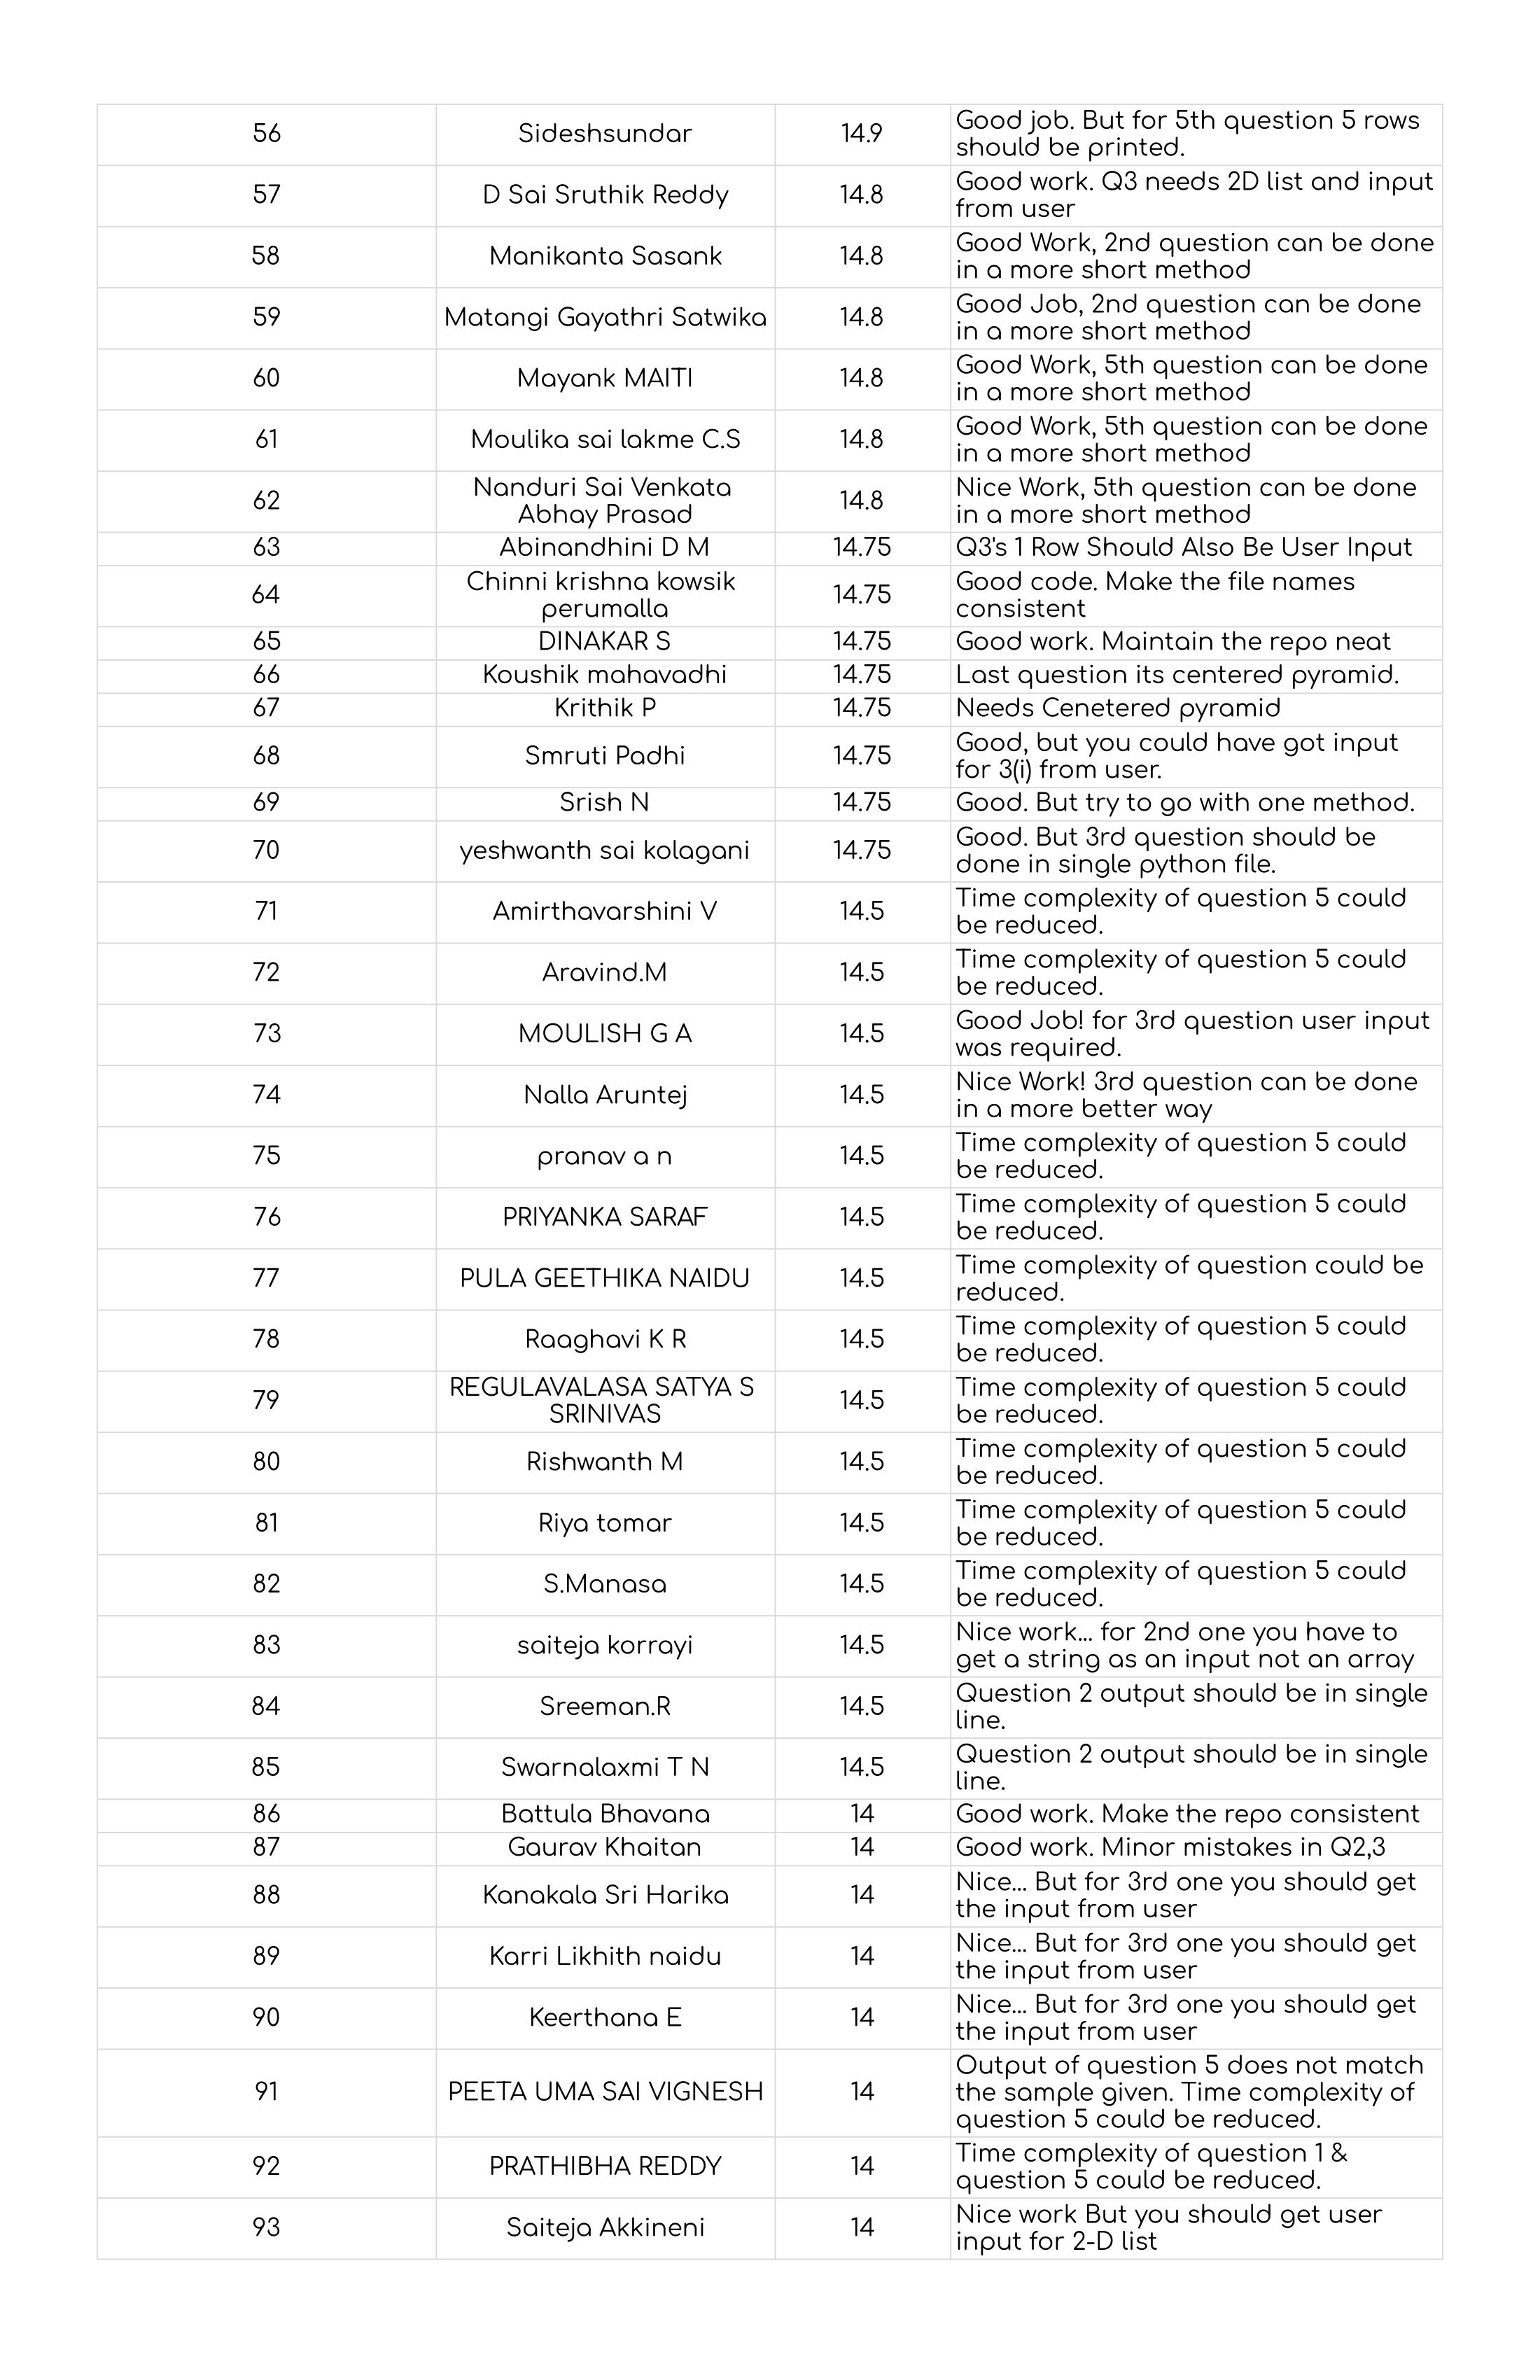 56 Sideshsundar 14.9 Good job. But for 5th question 5 rows
should be printed.
57 D Sai Sruthik Reddy 14.8 Good work. Q3 needs 2D list and input
from user
58 Manikanta Sasank 14.8 Good Work, 2nd question can be done
in a more short method
59 Matangi Gayathri Satwika 14.8 Good Job, 2nd question can be done
in a more short method
60 Mayank MAITI 14.8 Good Work, 5th question can be done
in a more short method
61 Moulika sai lakme C.S 14.8 Good Work, 5th question can be done
in a more short method
62 Nanduri Sai Venkata
Abhay Prasad 14.8 Nice Work, 5th question can be done
in a more short method
63 Abinandhini D M 14.75 Q3's 1 Row Should Also Be User Input
64 Chinni krishna kowsik
perumalla 14.75 Good code. Make the file names
consistent
65 DINAKAR S 14.75 Good work. Maintain the repo neat
66 Koushik mahavadhi 14.75 Last question its centered pyramid.
67 Krithik P 14.75 Needs Cenetered pyramid
68 Smruti Padhi 14.75 Good, but you could have got input
for 3(i) from user.
69 Srish N 14.75 Good. But try to go with one method.
70 yeshwanth sai kolagani 14.75 Good. But 3rd question should be
done in single python file.
71 Amirthavarshini V 14.5 Time complexity of question 5 could
be reduced.
72 Aravind.M 14.5 Time complexity of question 5 could
be reduced.
73 MOULISH G A 14.5 Good Job! for 3rd question user input
was required.
74 Nalla Aruntej 14.5 Nice Work! 3rd question can be done
in a more better way
75 pranav a n 14.5 Time complexity of question 5 could
be reduced.
76 PRIYANKA SARAF 14.5 Time complexity of question 5 could
be reduced.
77 PULA GEETHIKA NAIDU 14.5 Time complexity of question could be
reduced.
78 Raaghavi K R 14.5 Time complexity of question 5 could
be reduced.
79 REGULAVALASA SATYA S
SRINIVAS 14.5 Time complexity of question 5 could
be reduced.
80 Rishwanth M 14.5 Time complexity of question 5 could
be reduced.
81 Riya tomar 14.5 Time complexity of question 5 could
be reduced.
82 S.Manasa 14.5 Time complexity of question 5 could
be reduced.
83 saiteja korrayi 14.5 Nice work... for 2nd one you have to
get a string as an input not an array
84 Sreeman.R 14.5 Question 2 output should be in single
line.
85 Swarnalaxmi T N 14.5 Question 2 output should be in single
line.
86 Battula Bhavana 14 Good work. Make the repo consistent
87 Gaurav Khaitan 14 Good work. Minor mistakes in Q2,3
88 Kanakala Sri Harika 14 Nice... But for 3rd one you should get
the input from user
89 Karri Likhith naidu 14 Nice... But for 3rd one you should get
the input from user
90 Keerthana E 14 Nice... But for 3rd one you should get
the input from user
91 PEETA UMA SAI VIGNESH 14 Output of question 5 does not match
the sample given. Time complexity of
question 5 could be reduced.
92 PRATHIBHA REDDY 14 Time complexity of question 1 &
question 5 could be reduced.
93 Saiteja Akkineni 14 Nice work But you should get user
input for 2-D list